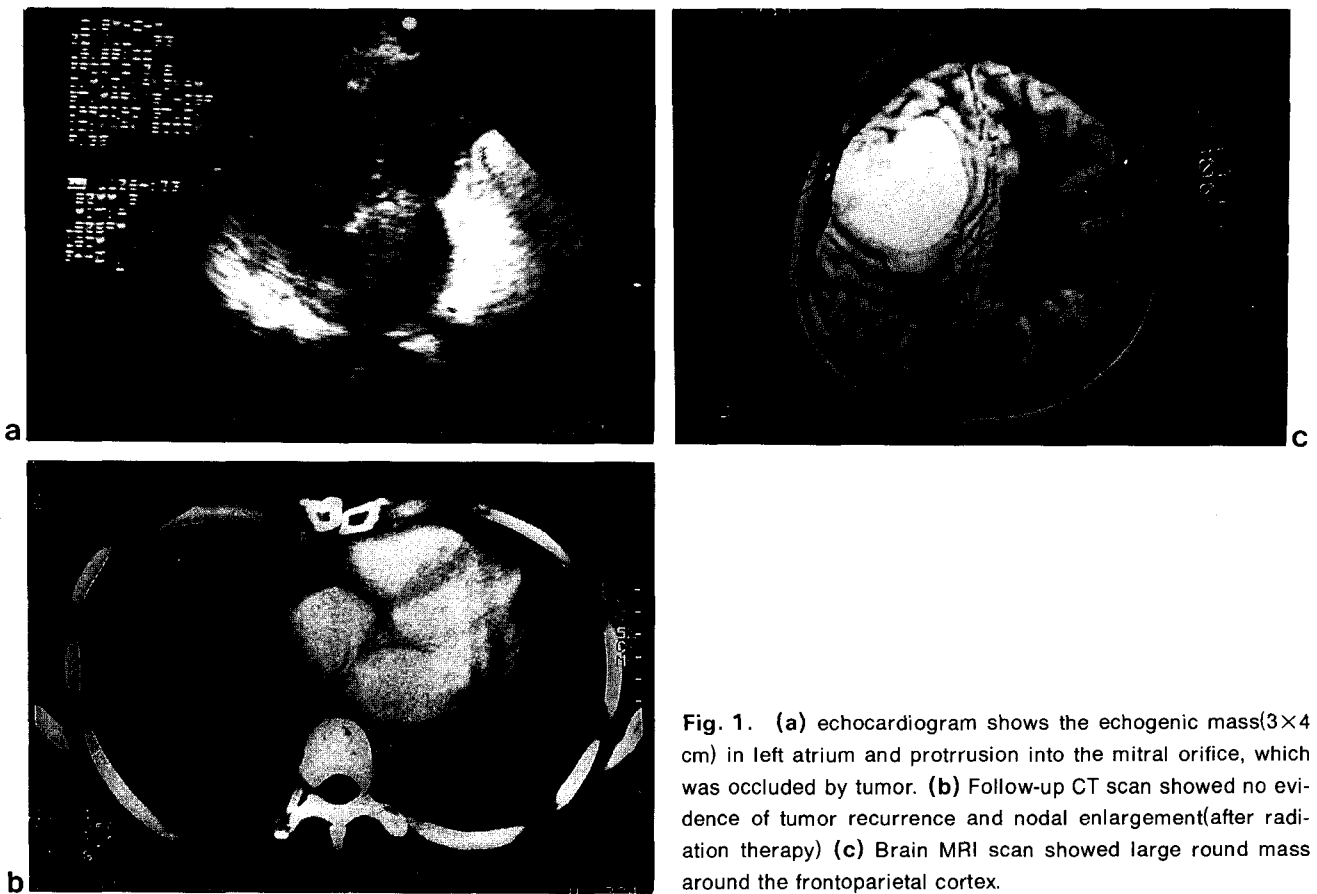 a
c
b
Fig. 1. (a) echocardiogram shows the echogenic mass(3×4
cm) in left atrium and protrrusion into the mitral orifice, which
was occluded by tumor. (b) Follow-up CT scan showed no evi-
dence of tumor recurrence and nodal enlargement(after radi-
ation therapy) (c) Brain MRI scan showed large round mass
around the frontoparietal cortex.